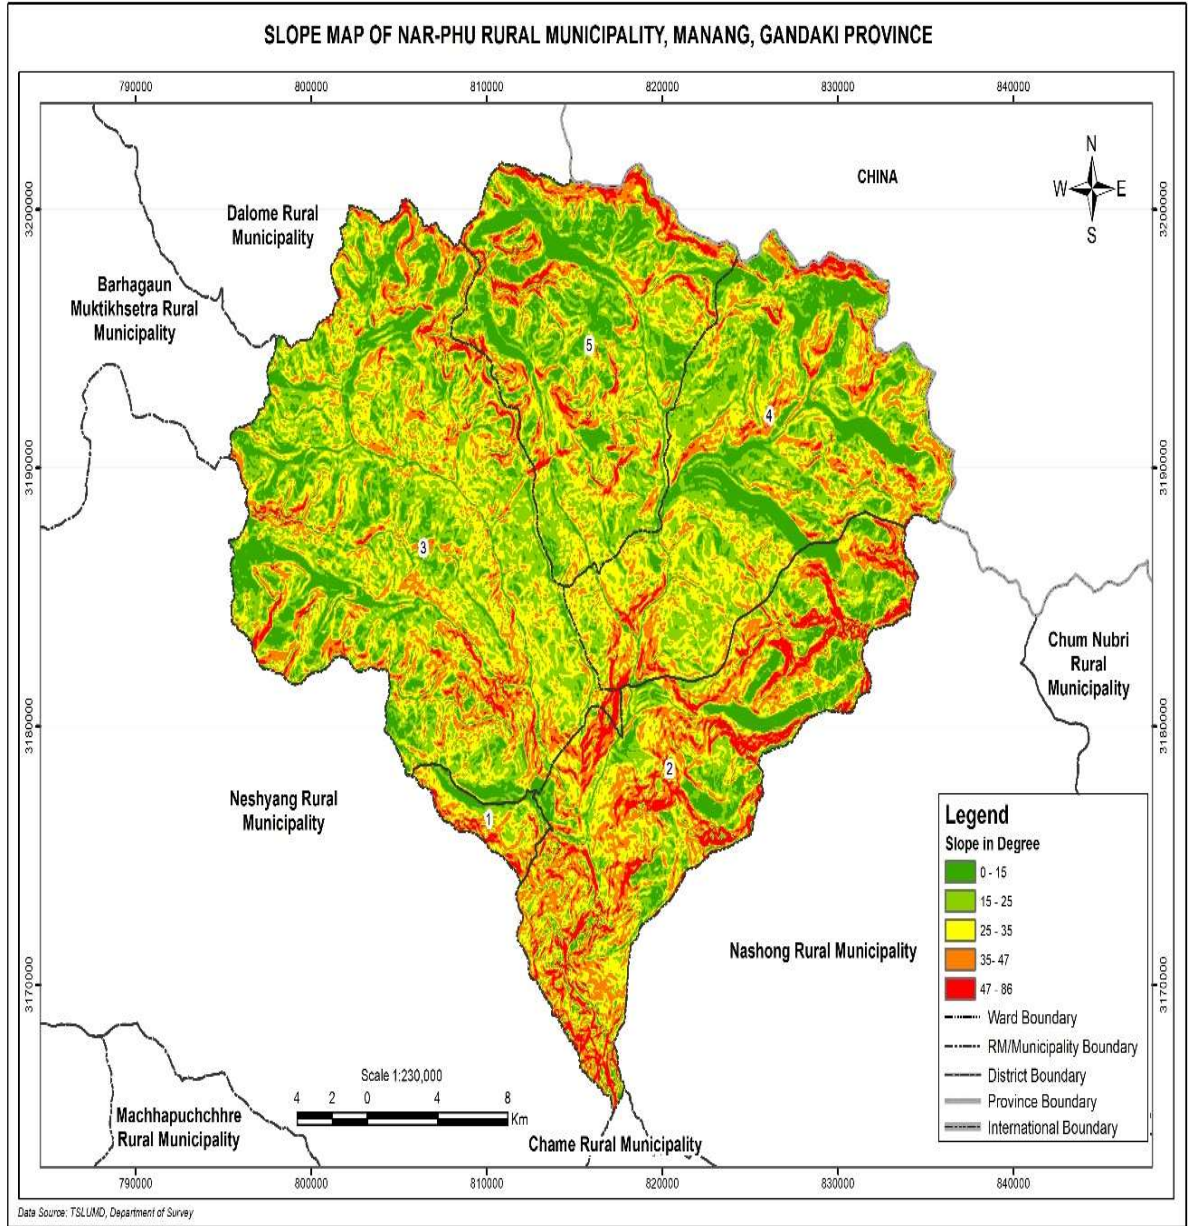 SLOPE MAP OF NAR-PHU RURAL MUNICIPALITY, MANANG, GANDAKI PROVINCE
790000 800000 810000 820000 830000 840000
3200000
3190000
3180000
3170000
CHINA
N
W E
S
Dalome Rural
Municipality
Barhagaun
Muktikhsetra Rural
Municipality
5
4
3
2
1
Chum Nubri
Rural
Municipality
Neshyang Rural
Municipality
Nashong Rural Municipality
Machhapuchchhre
Rural Municipality
Chame Rural Municipality
Scale 1:230,000
4 2 0 4 8
Km
Legend
Slope in Degree
0 - 15
15 - 25
25 - 35
35- 47
47 - 86
Ward Boundary
RM/Municipality Boundary
District Boundary
Province Boundary
International Boundary
3200000
3190000
3180000
3170000
790000 800000 810000 820000 830000 840000
Data Source: TSLUMD, Department of Survey